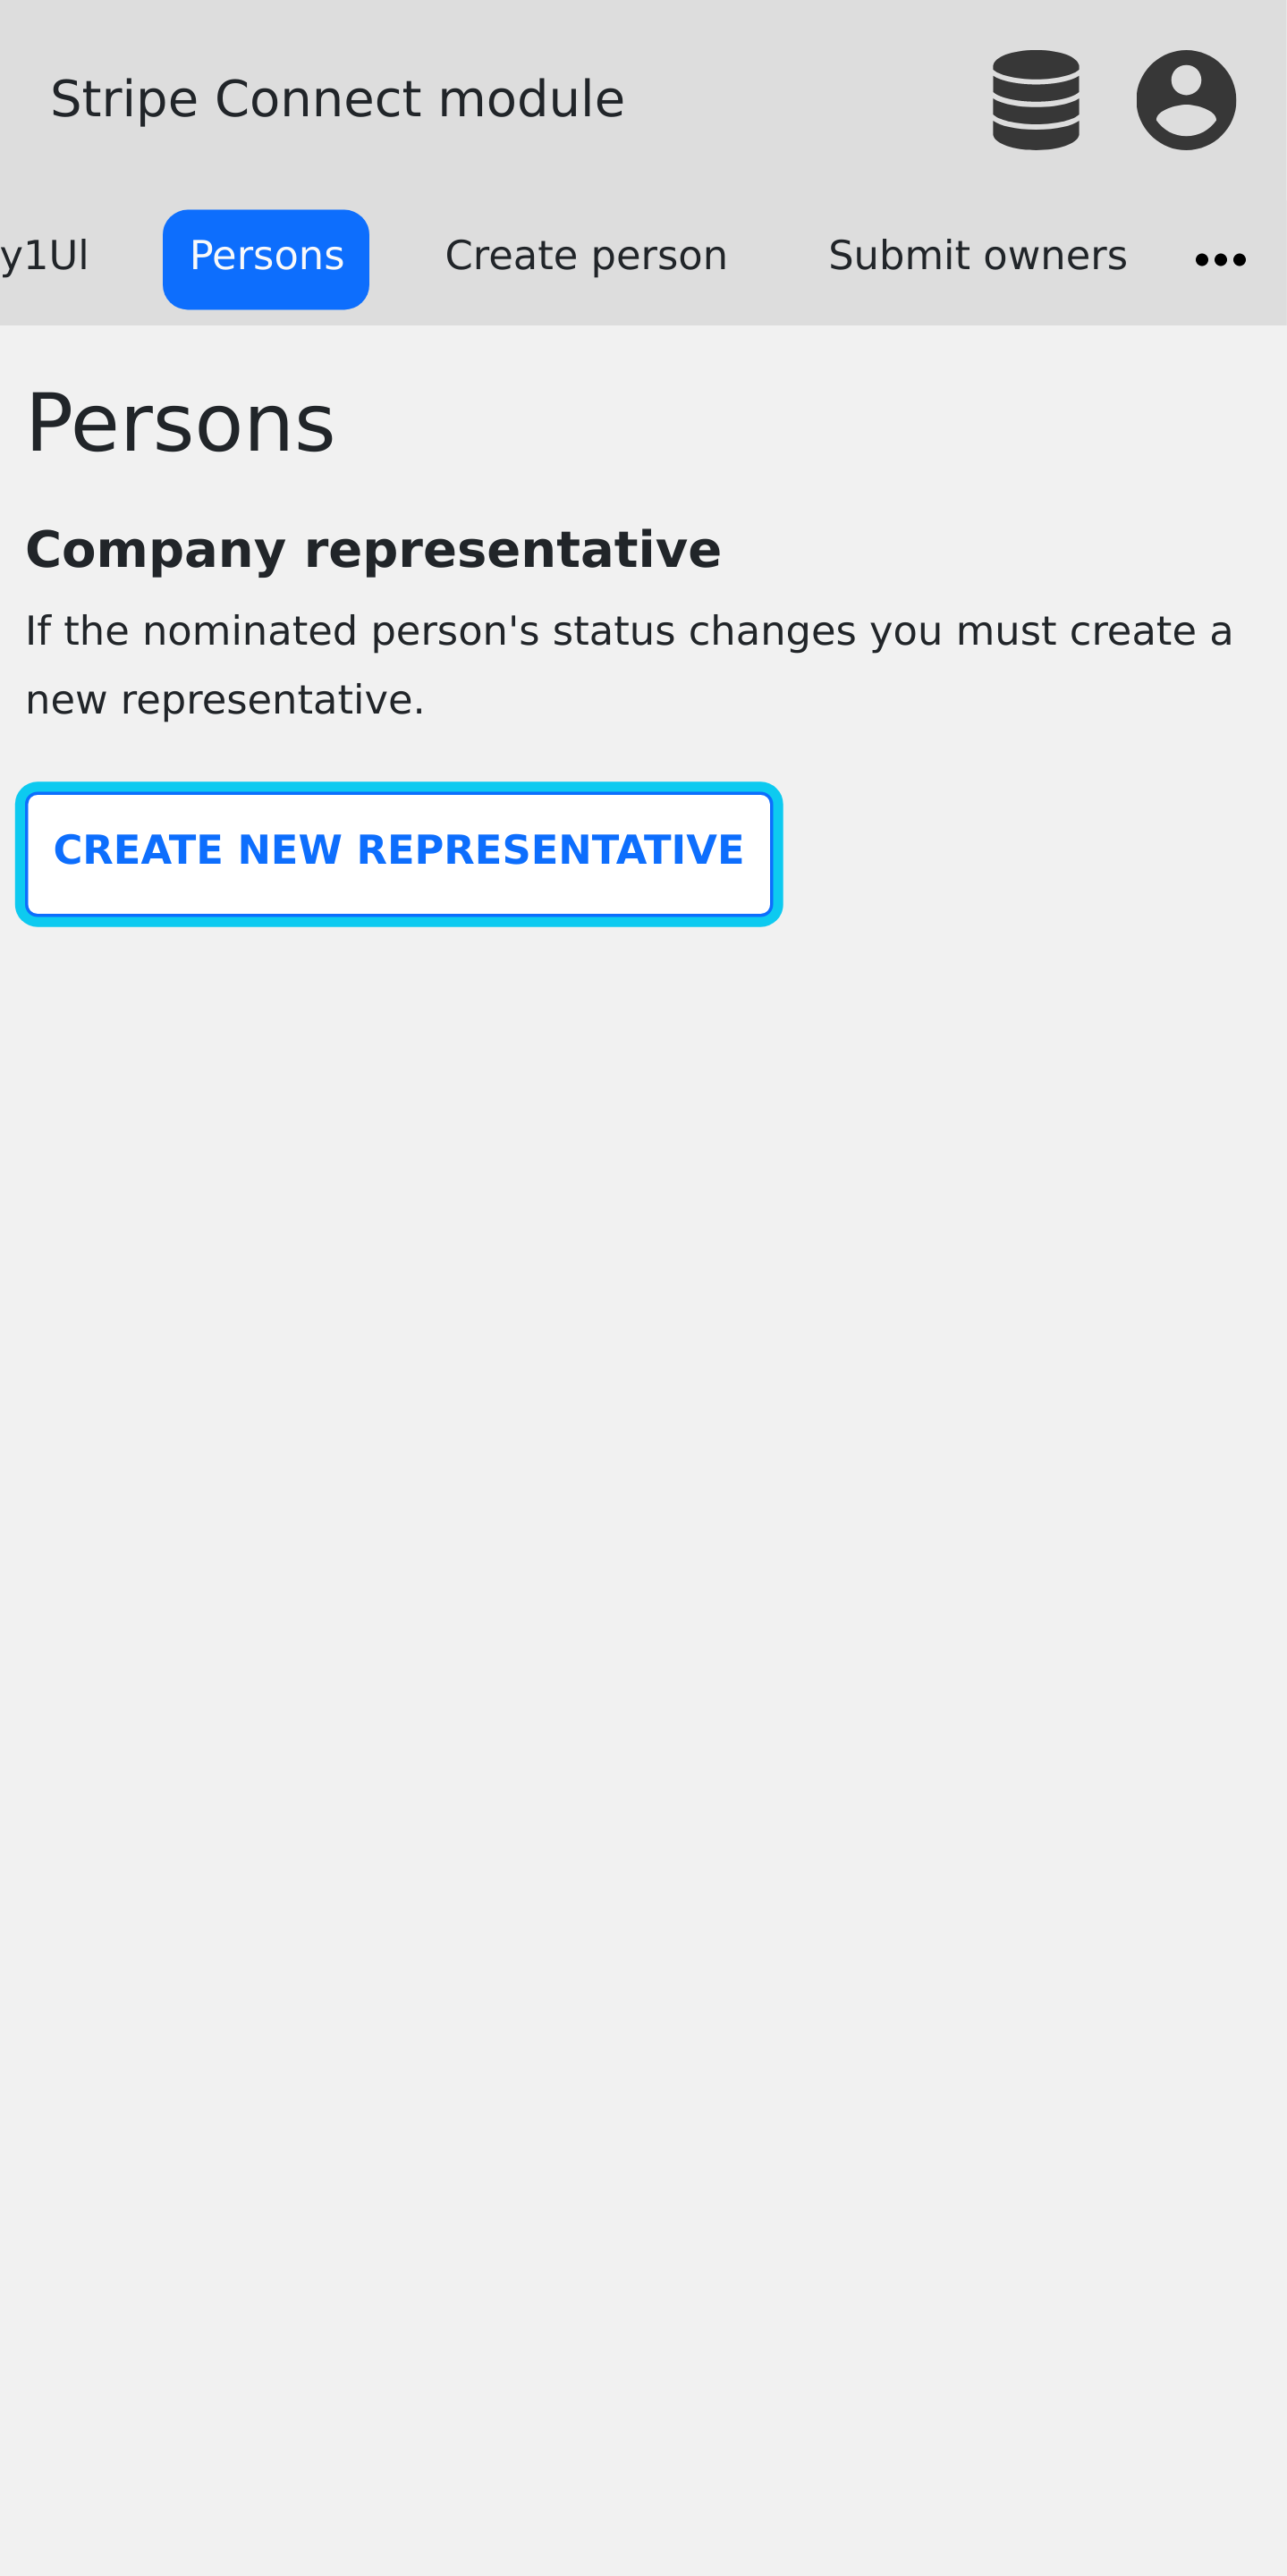 Stripe Connect module
y1Ul Persons Create person Submit owners
Persons
Company representative
If the nominated person's status changes you must create a
new representative.
CREATE NEW REPRESENTATIVE